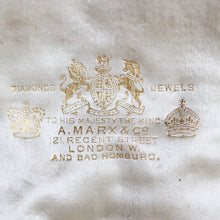 DIAMONDS JEWELS
TO HIS MAJESTY THE KING
A. MARX & Co
121 REGENT STREET
LONDON W.
AND BAD HOMBURG.